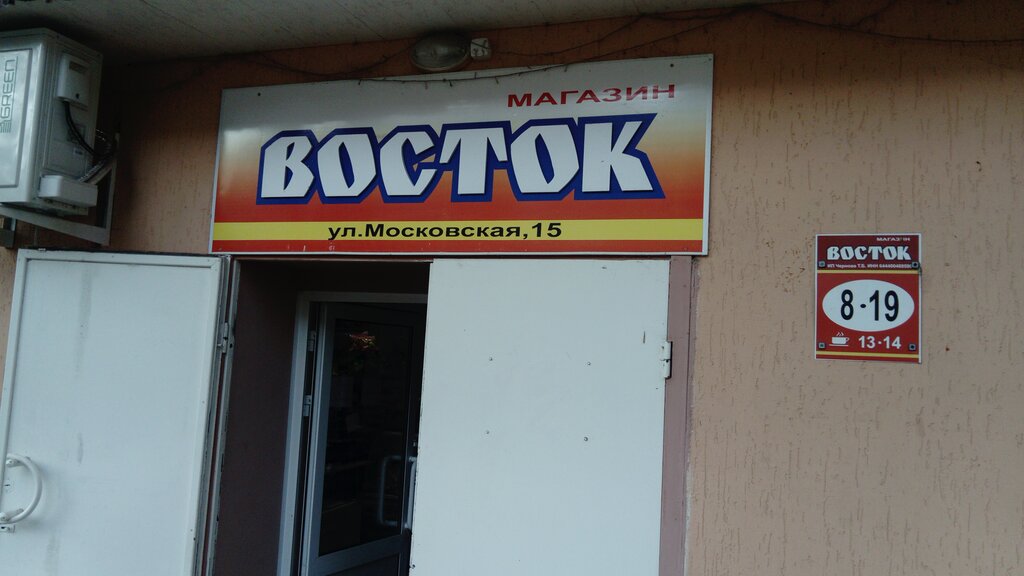 GREEN
МАГАЗИН
ВОСТОК
ул.Московская,15
МАГАЗИН
ВОСТОК
8-19
13-14